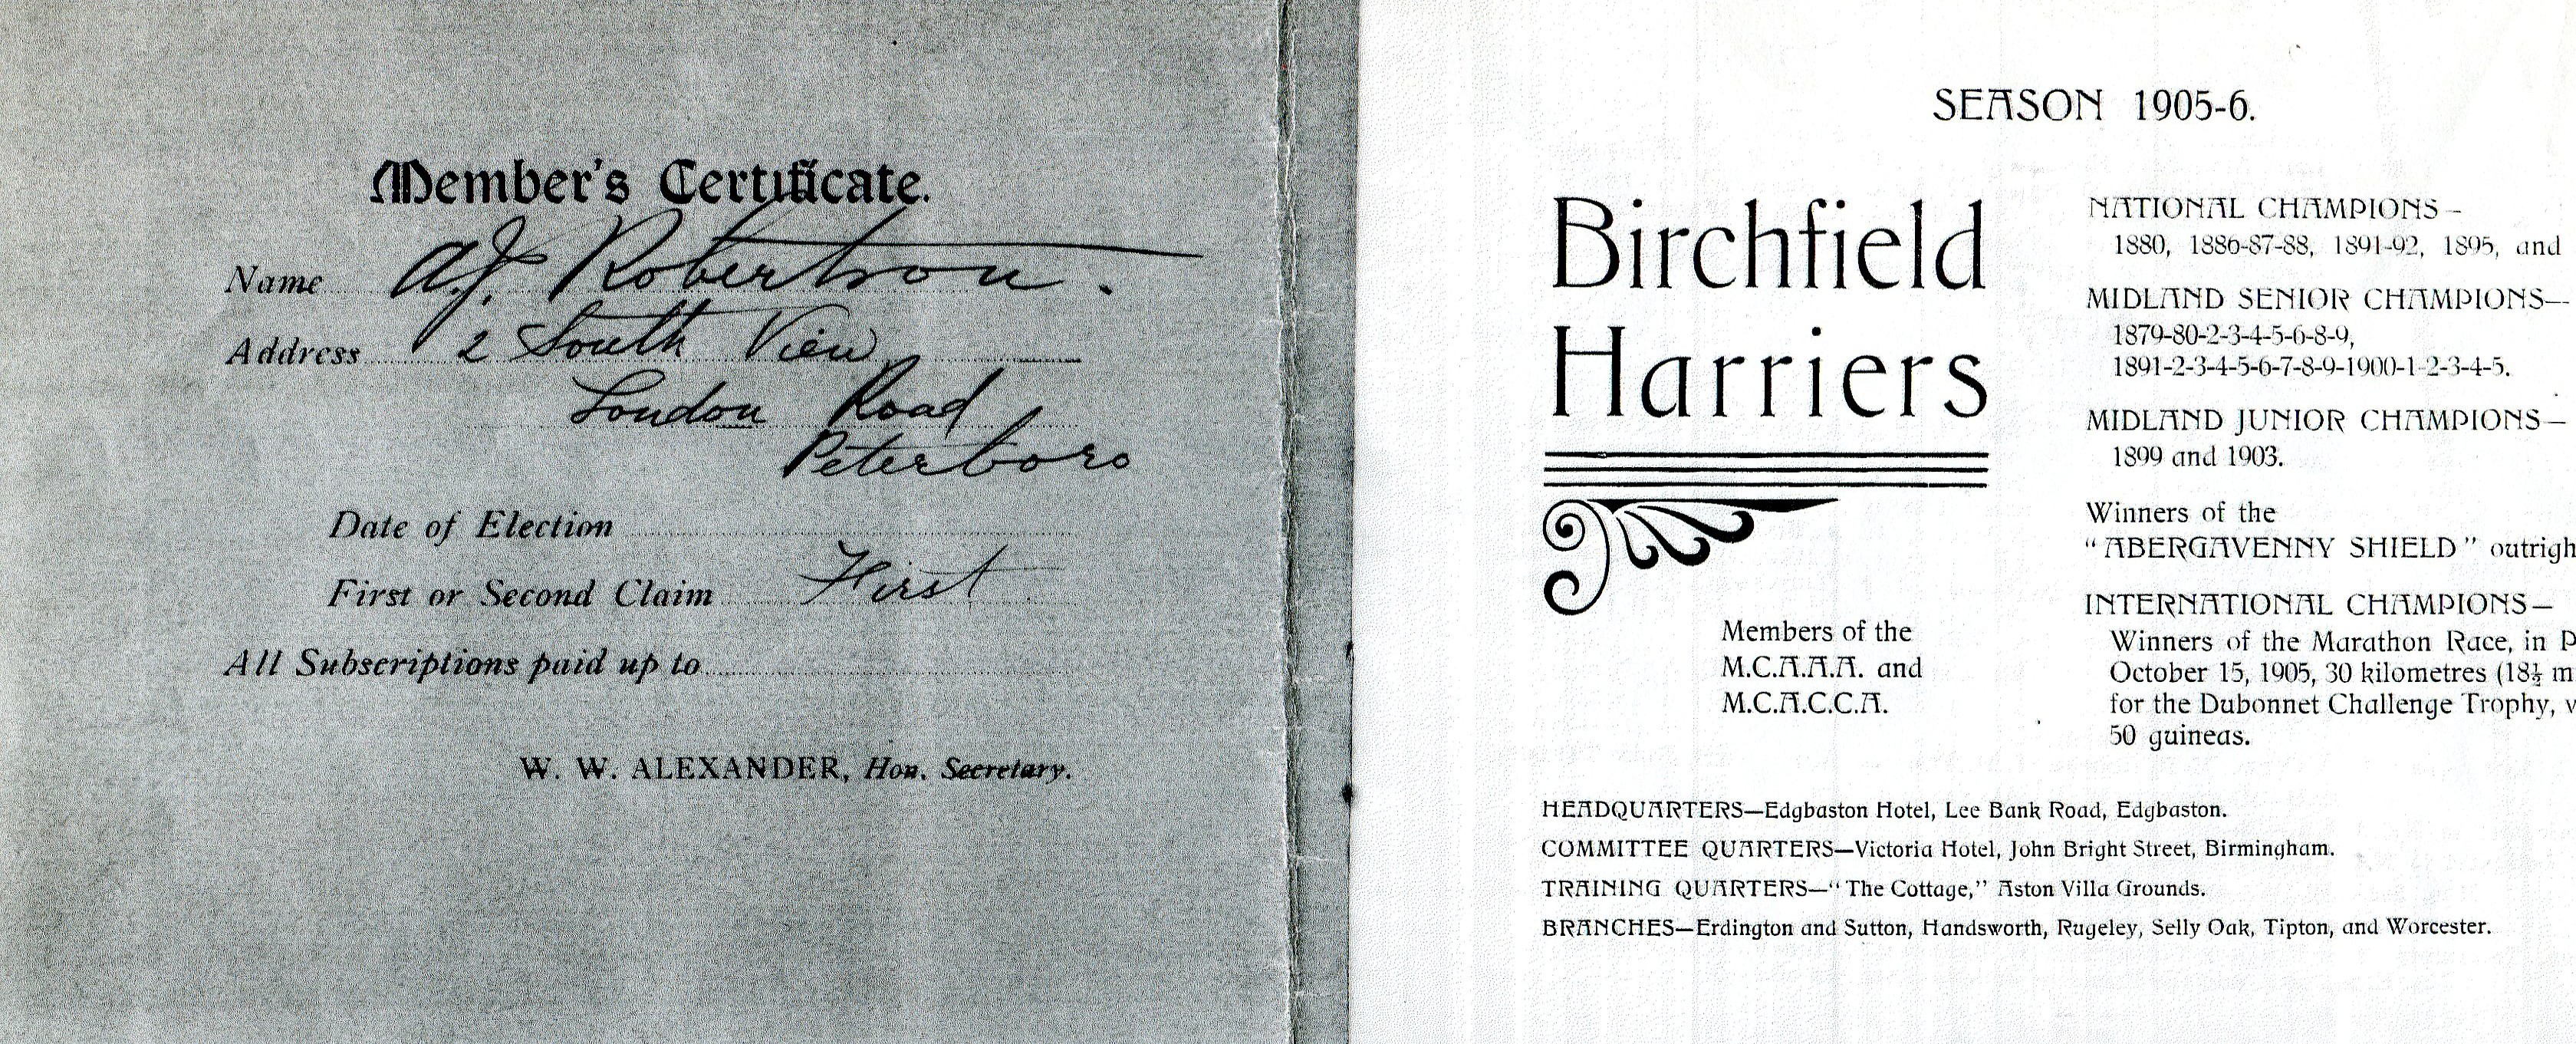 Member's Certificate.
Name A.J. Robertson.
Address 2 South View
London Road
Peterboro
Date of Election
First or Second Claim First
All Subscriptions paid up to
W. W. ALEXANDER, Hon. Secretary.
SEASON 1905-6.
Birchfield
Harriers
Members of the
M.C.A.A.A. and
M.C.A.C.C.A.
NATIONAL CHAMPIONS—
1880, 1886-87-88, 1891-92, 1895, and
MIDLAND SENIOR CHAMPIONS—
1879-80-2-3-4-5-6-8-9,
1891-2-3-4-5-6-7-8-9-1900-1-2-3-4-5.
MIDLAND JUNIOR CHAMPIONS—
1899 and 1903.
Winners of the
"ABERGAVENNY SHIELD" outrigh
INTERNATIONAL CHAMPIONS—
Winners of the Marathon Race, in P
October 15, 1905, 30 kilometres (18½ m
for the Dubonnet Challenge Trophy, v
50 guineas.
HEADQUARTERS—Edgbaston Hotel, Lee Bank Road, Edgbaston.
COMMITTEE QUARTERS—Victoria Hotel, John Bright Street, Birmingham.
TRAINING QUARTERS—"The Cottage," Aston Villa Grounds.
BRANCHES—Erdington and Sutton, Handsworth, Rugeley, Selly Oak, Tipton, and Worcester.